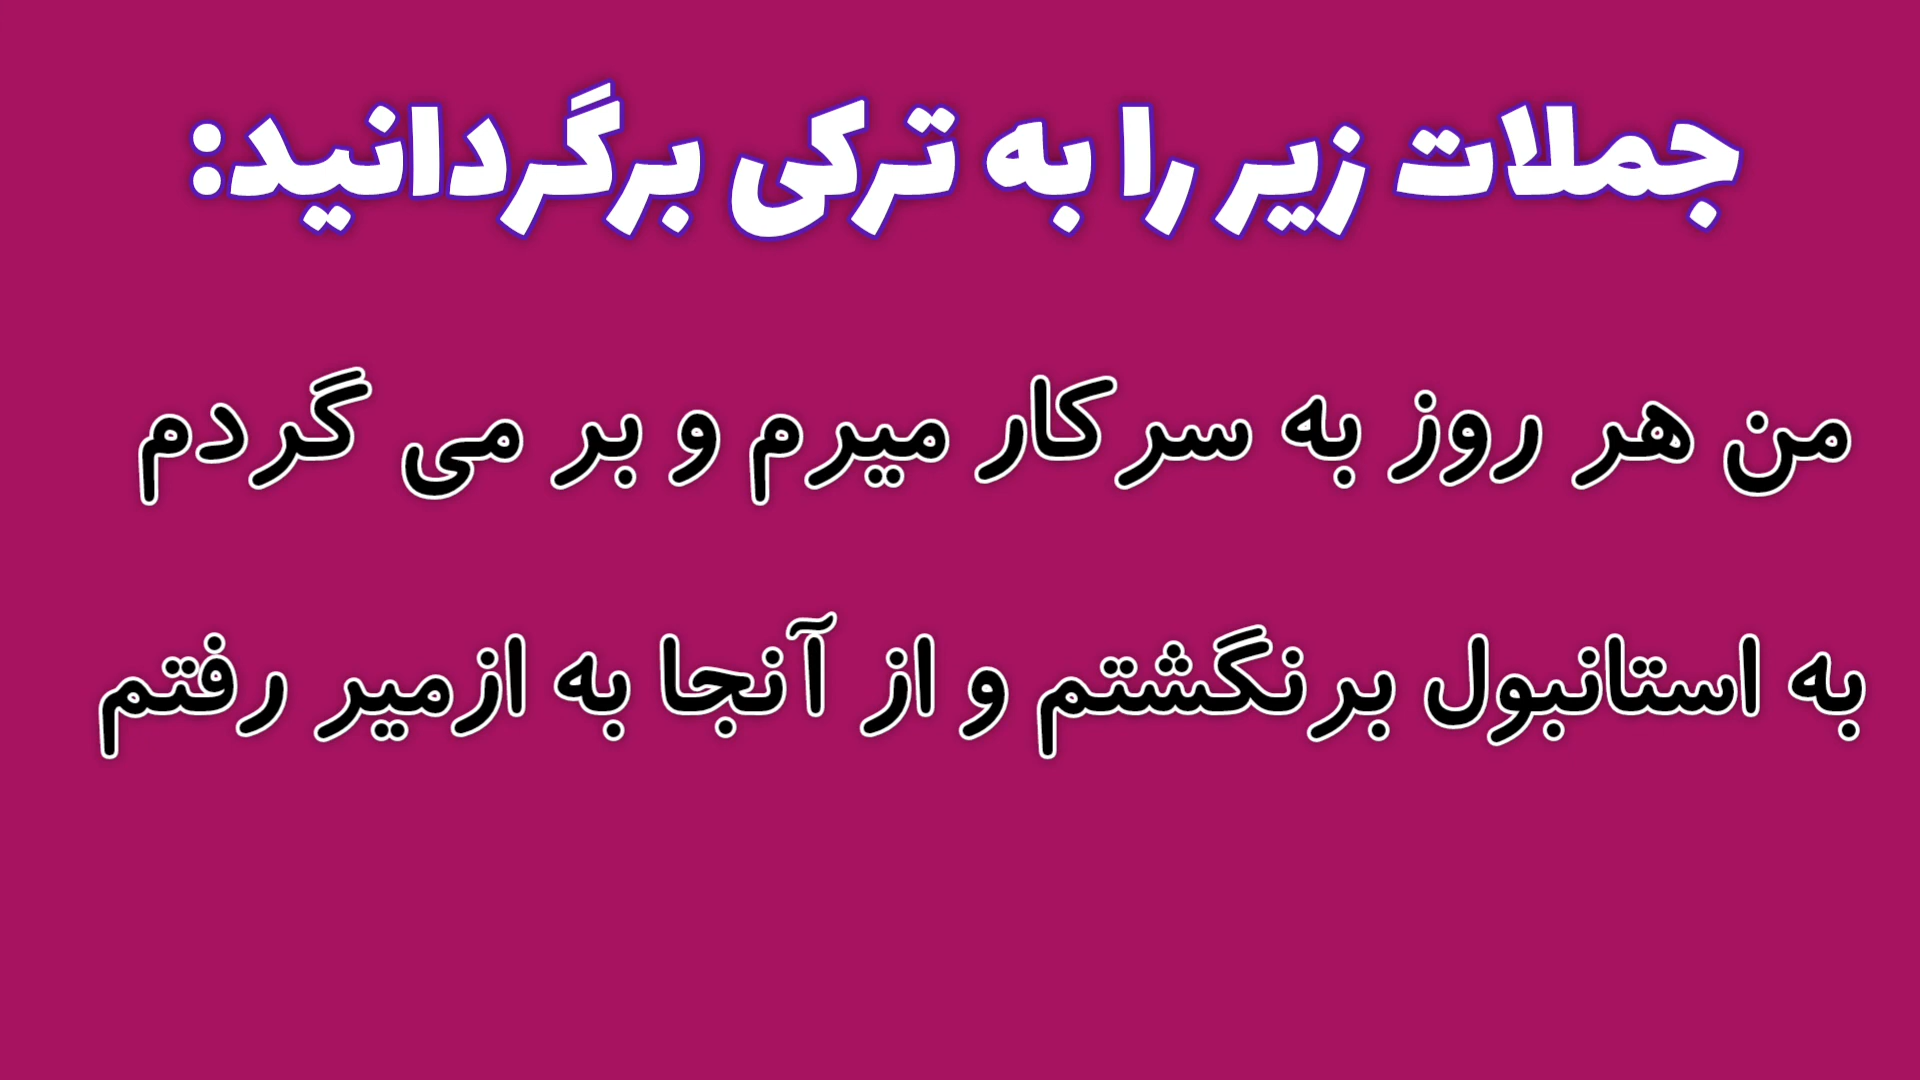 جملات زیر را به ترکی برگردانید:
من هر روز به سرکار میرم و بر می گردم
به استانبول برنگشتم و از آنجا به ازمیر رفتم